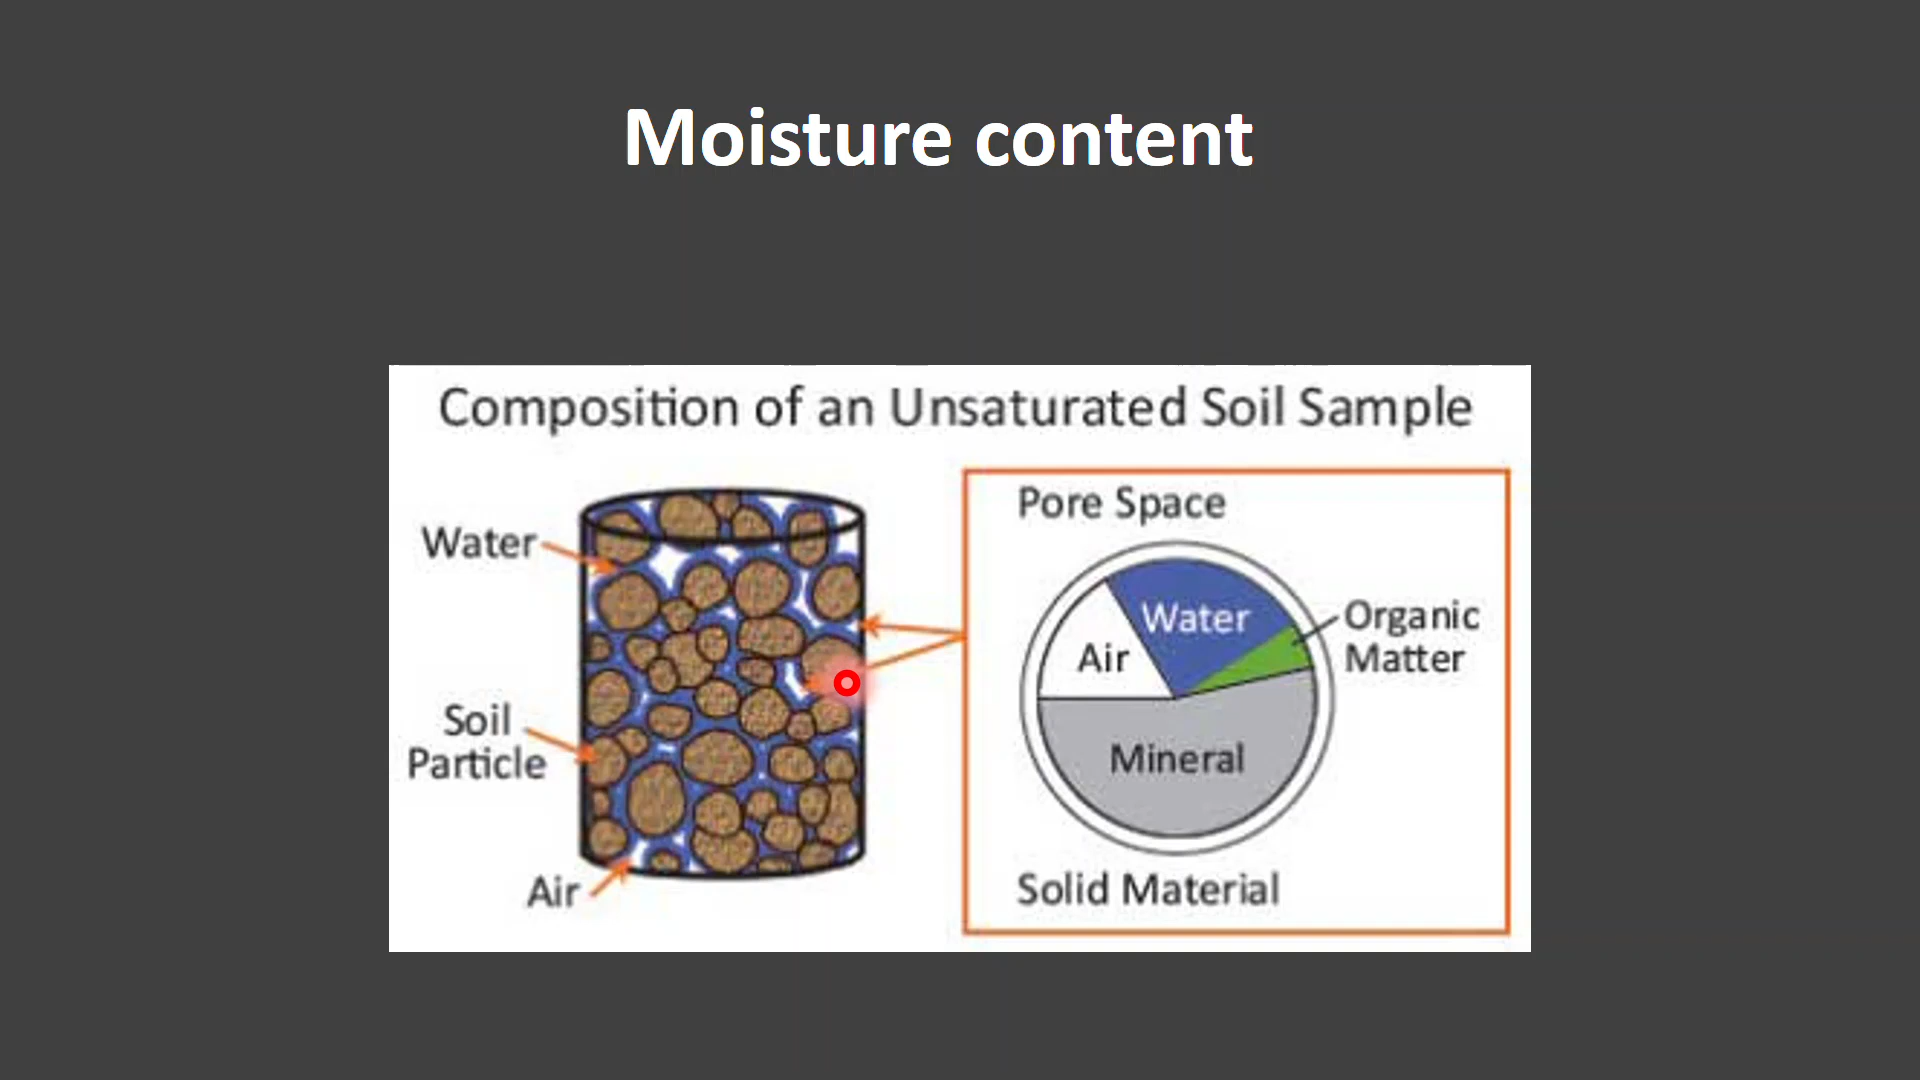 Moisture content
Composition of an Unsaturated Soil Sample
Water
Soil
Particle
Air
Pore Space
Water
Air
Organic
Matter
Mineral
Solid Material